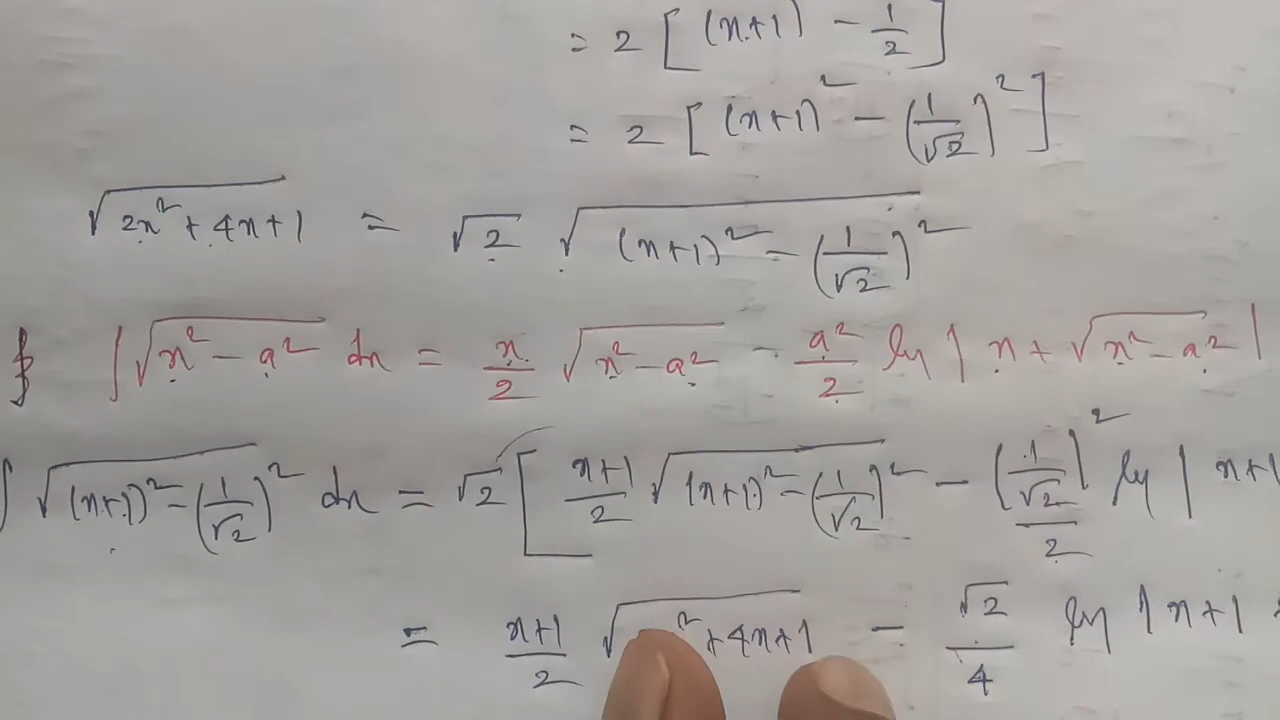 = 2 [ (x+1) - 1/2 ]
= 2 [ (x+1)² - (1/√2)² ]
√(2x² + 4x+1) = √2 √((x+1)² - (1/√2)²)
∫ √(x² - a²) dx = x/2 √(x² - a²) - a²/2 log | x + √(x² - a²) |
∫ √((x+1)² - (1/√2)²) dx = √2 [ x+1/2 √((x+1)² - (1/√2)²) - (1/√2)²/2 log | x+1
= x+1/2 √( ² + 4x+1) - √2/4 log | x+1